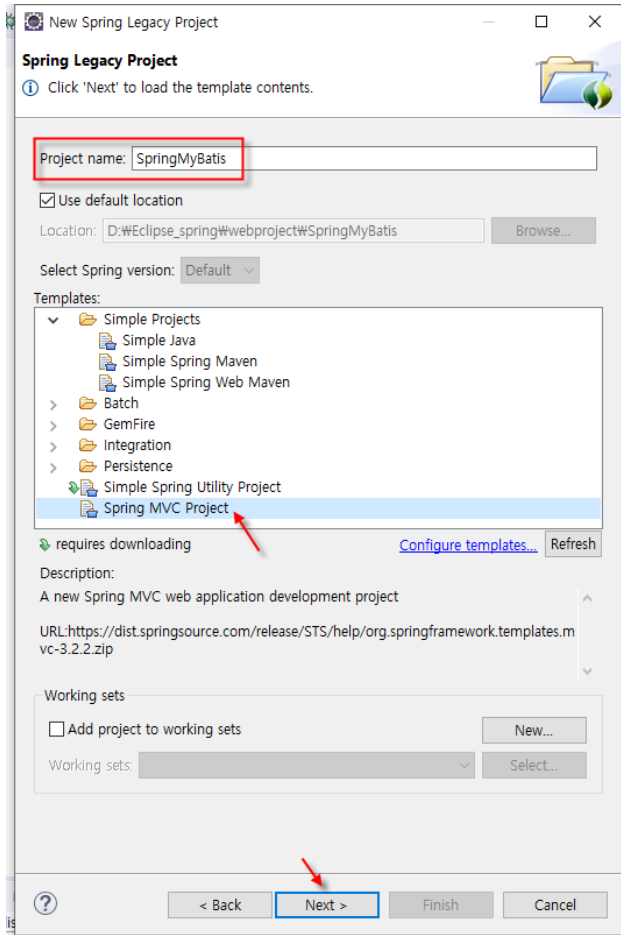 New Spring Legacy Project
Spring Legacy Project
Click 'Next' to load the template contents.
Project name: SpringMyBatis
Use default location
Location: D:₩Eclipse_spring₩webproject₩SpringMyBatis Browse...
Select Spring version: Default
Templates:
Simple Projects
Simple Java
Simple Spring Maven
Simple Spring Web Maven
Batch
GemFire
Integration
Persistence
Simple Spring Utility Project
Spring MVC Project
requires downloading Configure templates... Refresh
Description:
A new Spring MVC web application development project
URL:https://dist.springsource.com/release/STS/help/org.springframework.templates.m
vc-3.2.2.zip
Working sets
Add project to working sets New...
Working sets: Select...
? < Back Next > Finish Cancel